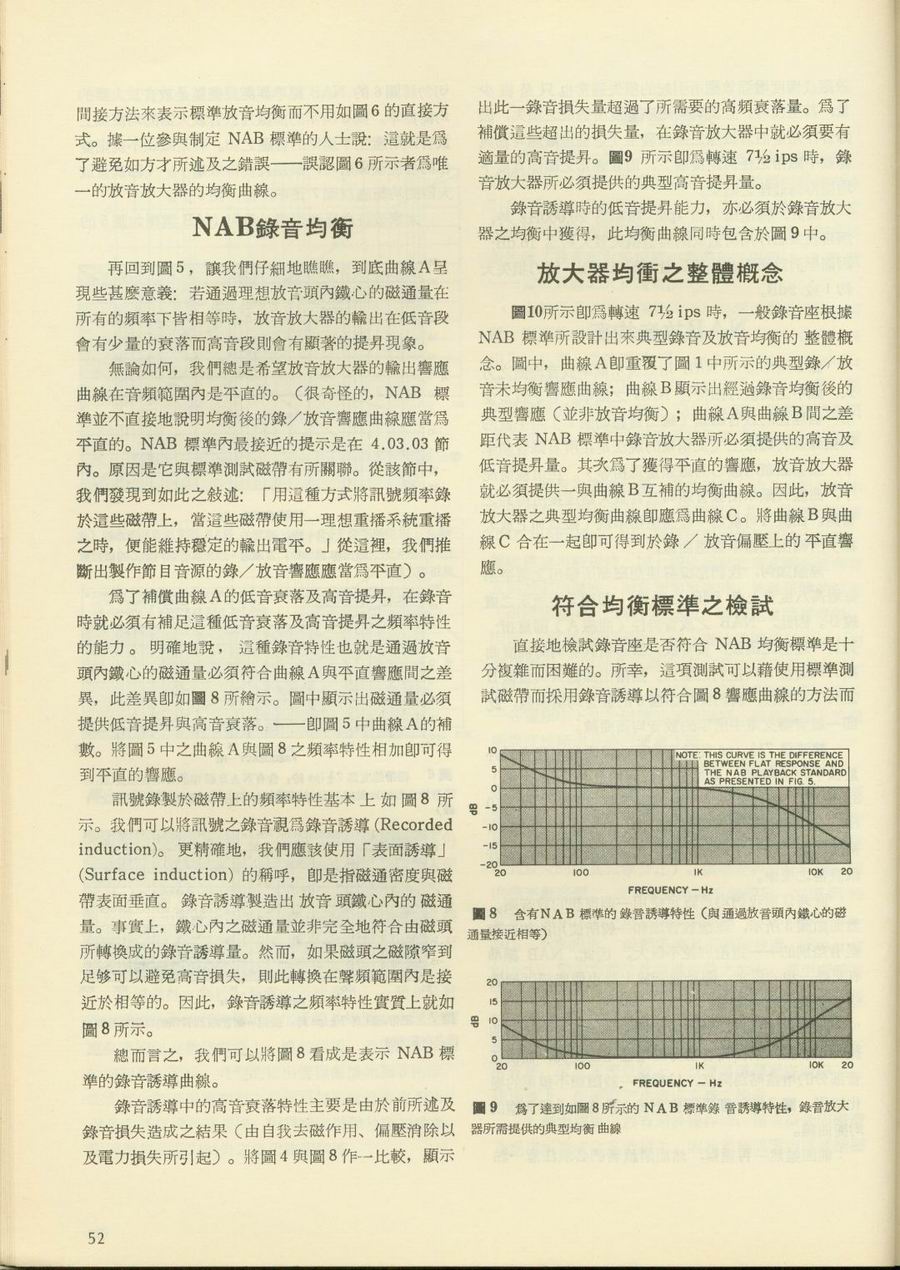 間接方法來表示標準放音均衡而不用如圖6的直接方
式。據一位參與制定 NAB 標準的人士說：這就是爲
了避免如方才所述及之錯誤——誤認圖6所示者爲唯
一的放音放大器的均衡曲線。
NAB錄音均衡
再回到圖5，讓我們仔細地瞧瞧，到底曲線A呈
現些甚麽意義：若通過理想放音頭內鐵心的磁通量在
所有的頻率下皆相等時，放音放大器的輸出在低音段
會有少量的衰落而高音段則會有顯著的提昇現象。
無論如何，我們總是希望放音放大器的輸出響應
曲線在音頻範圍內是平直的。（很奇怪的，NAB 標
準並不直接地說明均衡後的錄／放音響應曲線應當爲
平直的。NAB 標準內最接近的提示是在 4.03.03 節
內。原因是它與標準測試磁帶有所關聯。從該節中，
我們發現到如此之敍述：「用這種方式將訊號頻率錄
於這些磁帶上，當這些磁帶使用一理想重播系統重播
之時，便能維持穩定的輸出電平。」從這裡，我們推
斷出製作節目音源的錄／放音響應應當爲平直）。
爲了補償曲線A的低音衰落及高音提昇，在錄音
時就必須有補足這種低音衰落及高音提昇之頻率特性
的能力。明確地說，這種錄音特性也就是通過放音
頭內鐵心的磁通量必須符合曲線A與平直響應間之差
異，此差異卽如圖8所繪示。圖中顯示出磁通量必須
提供低音提昇與高音衰落。——卽圖5中曲線A的補
數。將圖5中之曲線A與圖8之頻率特性相加卽可得
到平直的響應。
訊號錄製於磁帶上的頻率特性基本上如圖8所
示。我們可以將訊號之錄音視爲錄音誘導 (Recorded
induction)。更精確地，我們應該使用「表面誘導」
(Surface induction) 的稱呼，卽是指磁通密度與磁
帶表面垂直。錄音誘導製造出放音頭鐵心內的磁通
量。事實上，鐵心內之磁通量並非完全地符合由磁頭
所轉換成的錄音誘導量。然而，如果磁頭之磁隙窄到
足够可以避免高音損失，則此轉換在聲頻範圍內是接
近於相等的。因此，錄音誘導之頻率特性實質上就如
圖8所示。
總而言之，我們可以將圖8看成是表示 NAB 標
準的錄音誘導曲線。
錄音誘導中的高音衰落特性主要是由於前所述及
錄音損失造成之結果（由自我去磁作用、偏壓消除以
及電力損失所引起）。將圖4與圖8作一比較，顯示
出此一錄音損失量超過了所需要的高頻衰落量。爲了
補償這些超出的損失量，在錄音放大器中就必須要有
適量的高音提昇。圖9 所示卽爲轉速 7½ ips 時，錄
音放大器所必須提供的典型高音提昇量。
錄音誘導時的低音提昇能力，亦必須於錄音放大
器之均衡中獲得，此均衡曲線同時包含於圖9中。
放大器均衝之整體概念
圖10所示卽爲轉速 7½ ips 時，一般錄音座根據
NAB 標準所設計出來典型錄音及放音均衡的整體概
念。圖中，曲線A卽重覆了圖1中所示的典型錄／放
音未均衡響應曲線；曲線B顯示出經過錄音均衡後的
典型響應（並非放音均衡）；曲線A與曲線B間之差
距代表 NAB 標準中錄音放大器所必須提供的高音及
低音提昇量。其次爲了獲得平直的響應，放音放大器
就必須提供一與曲線B互補的均衡曲線。因此，放音
放大器之典型均衡曲線卽應爲曲線C。將曲線B與曲
線C 合在一起卽可得到於錄／放音偏壓上的平直響
應。
符合均衡標準之檢試
直接地檢試錄音座是否符合 NAB 均衡標準是十
分複雜而困難的。所幸，這項測試可以藉使用標準測
試磁帶而採用錄音誘導以符合圖8響應曲線的方法而
NOTE: THIS CURVE IS THE DIFFERENCE
BETWEEN FLAT RESPONSE AND
THE NAB PLAYBACK STANDARD
AS PRESENTED IN FIG. 5.
10
5
0
-5
-10
-15
-20
dB
20 100 1K 10K 20
FREQUENCY — Hz
圖8 含有NAB標準的錄音誘導特性（與通過放音頭內鐵心的磁
通量接近相等）
20
15
10
5
0
dB
20 100 1K 10K 20
FREQUENCY — Hz
圖9 爲了達到如圖8所示的NAB標準錄音誘導特性，錄音放大
器所需提供的典型均衡曲線
52